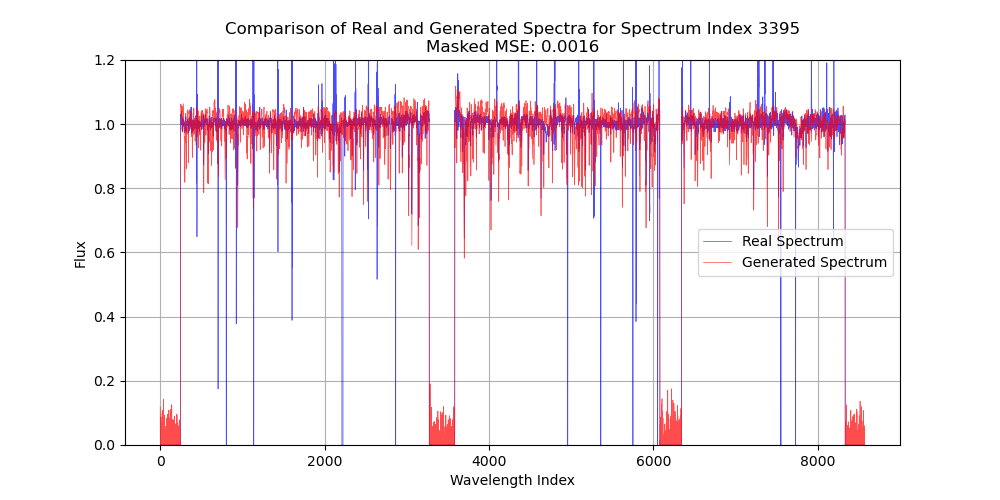 Comparison of Real and Generated Spectra for Spectrum Index 3395
Masked MSE: 0.0016
1.2
1.0
0.8
0.6
0.4
0.2
0.0
Flux
Real Spectrum
Generated Spectrum
0 2000 4000 6000 8000
Wavelength Index